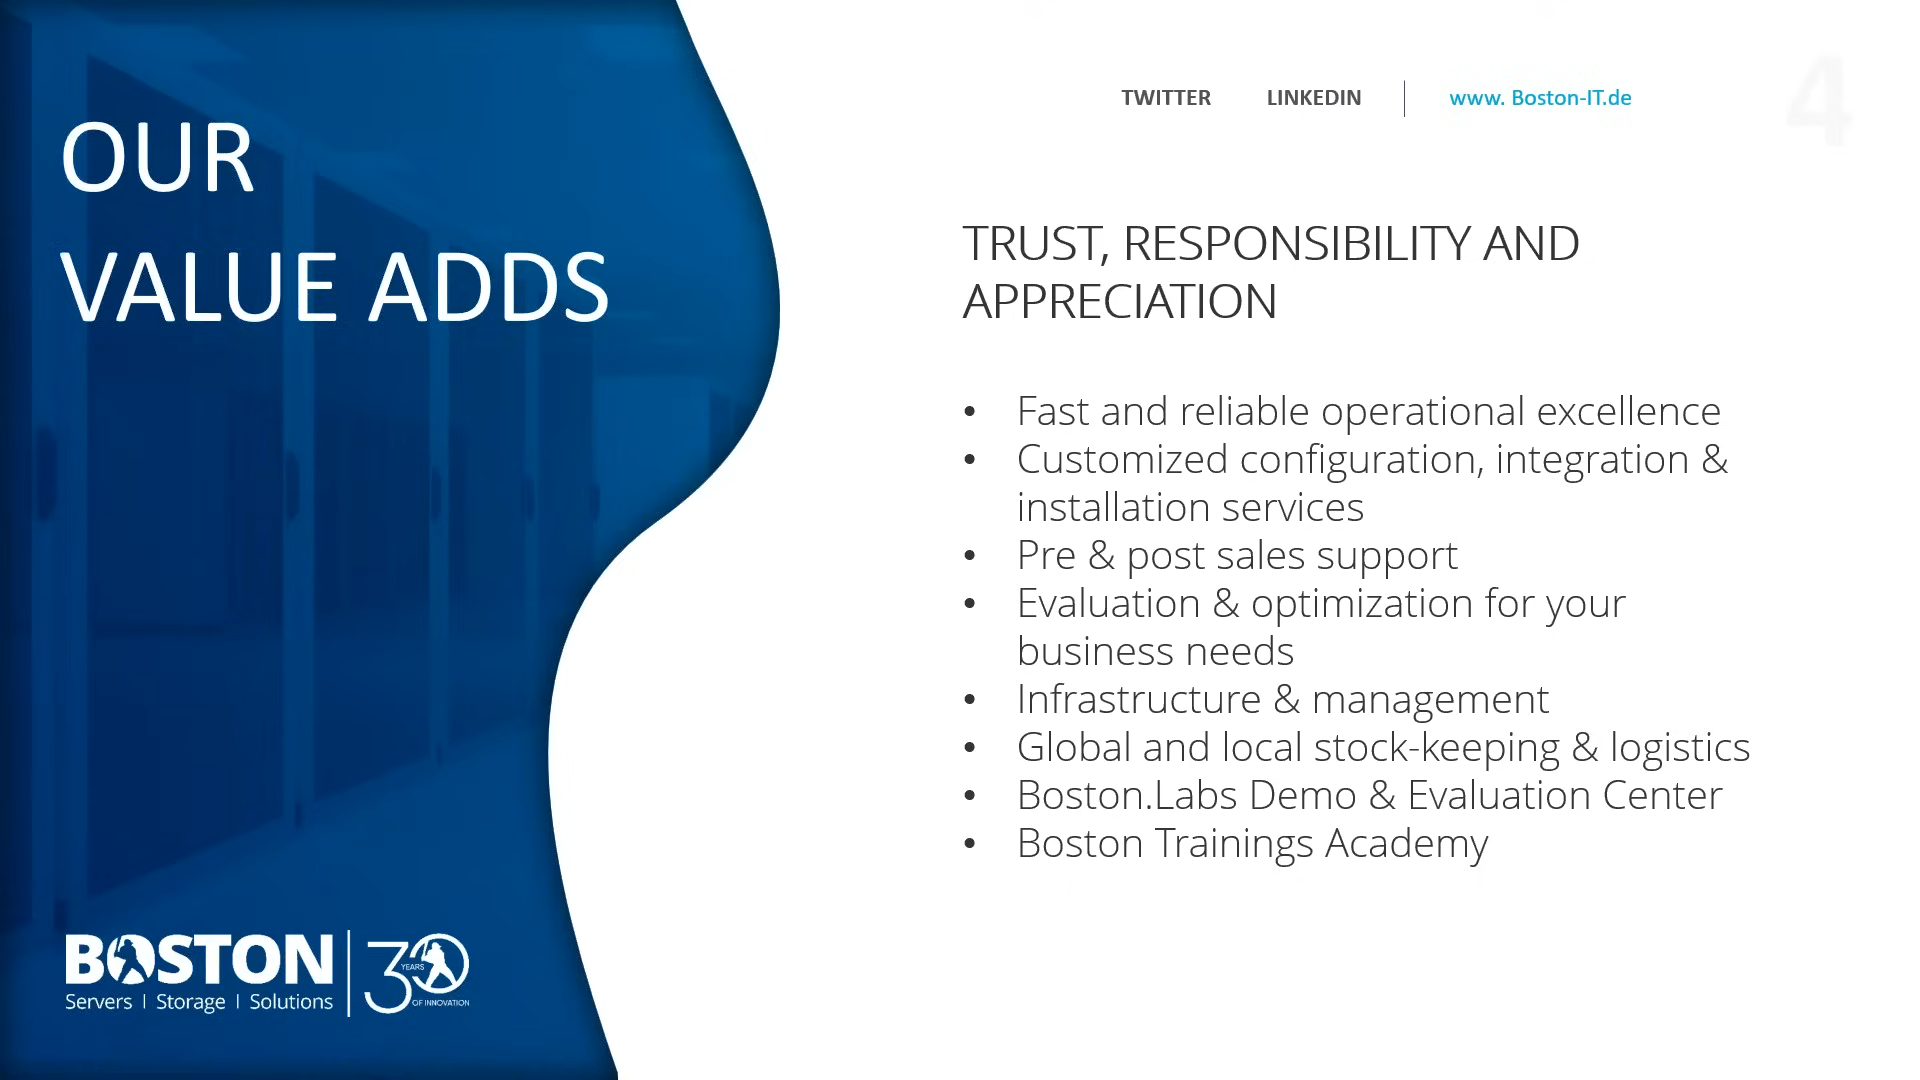 OUR
VALUE ADDS
TWITTER LINKEDIN www. Boston-IT.de
4
TRUST, RESPONSIBILITY AND
APPRECIATION
• Fast and reliable operational excellence
• Customized configuration, integration &
installation services
• Pre & post sales support
• Evaluation & optimization for your
business needs
• Infrastructure & management
• Global and local stock-keeping & logistics
• Boston.Labs Demo & Evaluation Center
• Boston Trainings Academy
BOSTON
Servers | Storage | Solutions
30
YEARS
OF INNOVATION